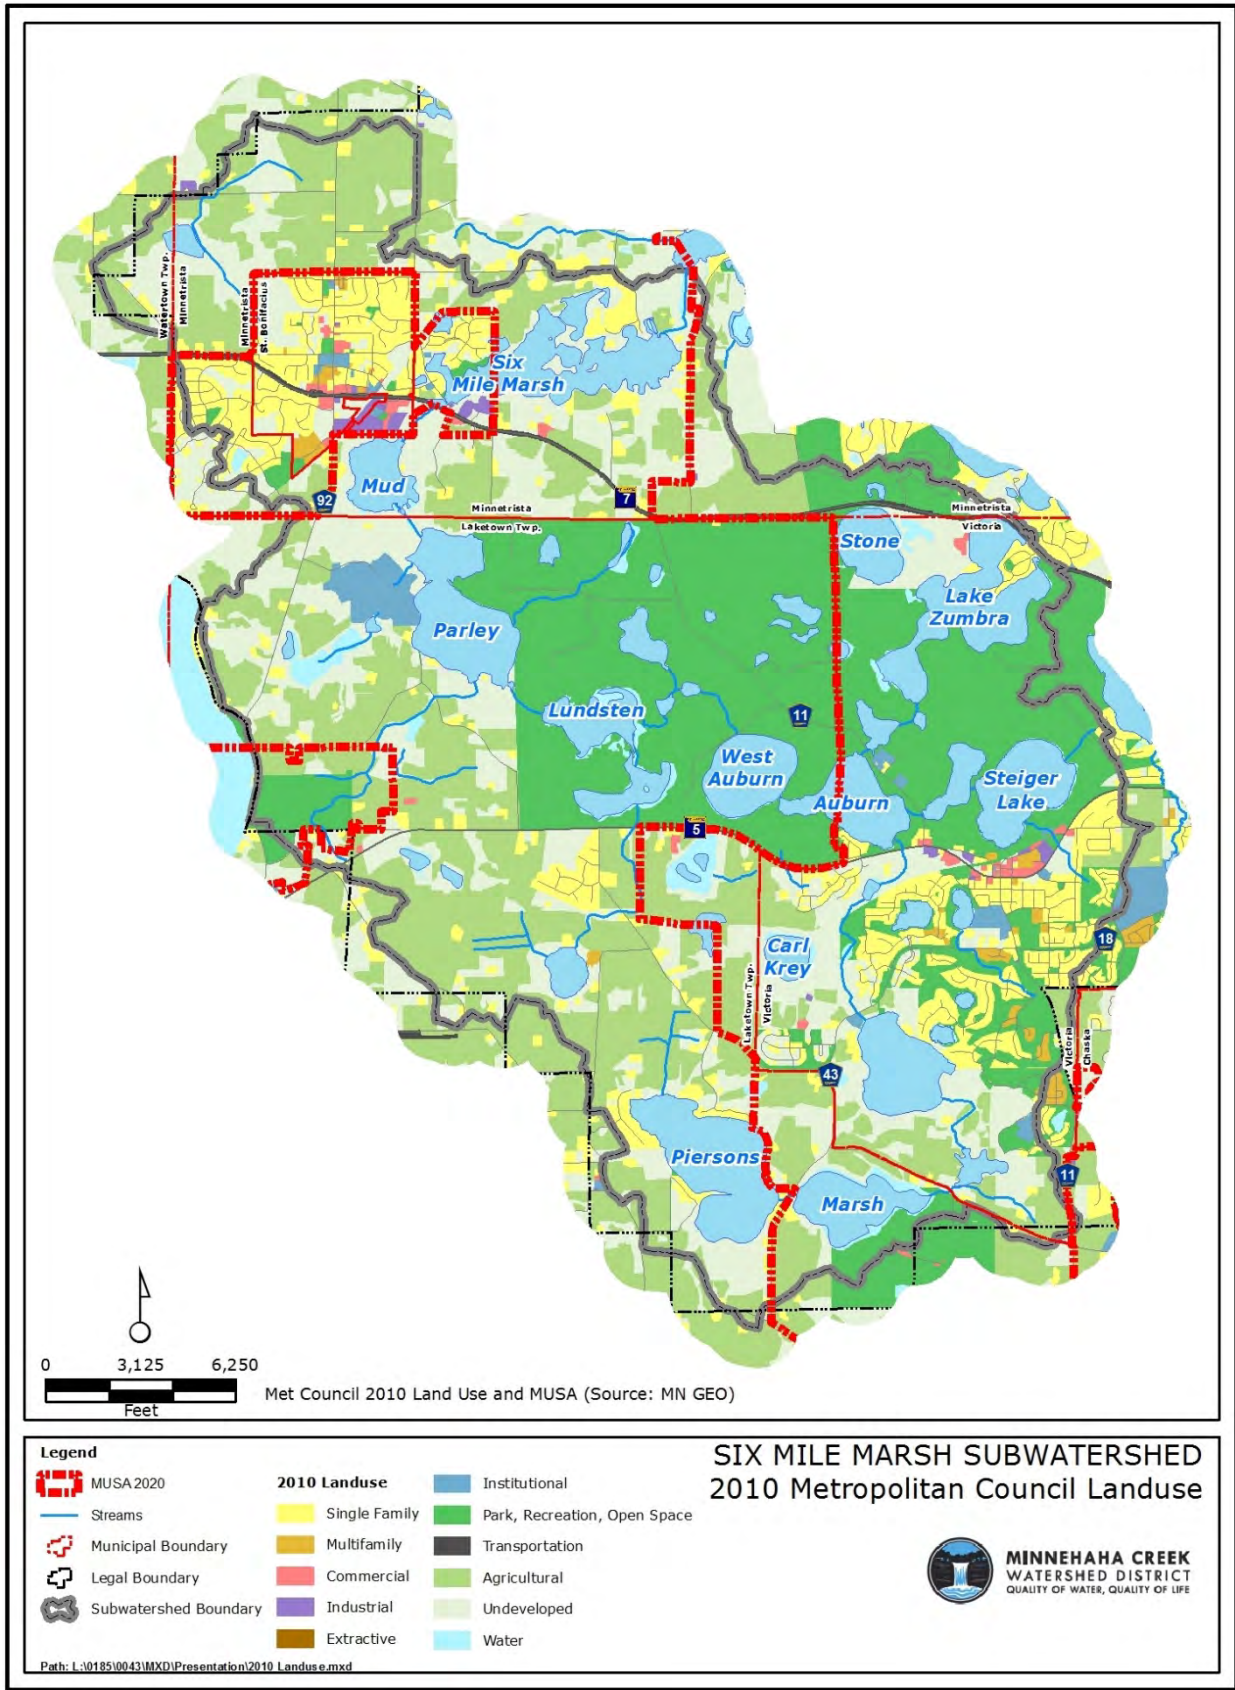 Watertown Twp.
Minnetrista
Minnetrista
St. Bonifacius
Six
Mile Marsh
Mud
92
7
Minnetrista
Laketown Twp.
Minnetrista
Victoria
Stone
Lake
Zumbra
Parley
Lundsten
11
West
Auburn
Auburn
Steiger
Lake
5
18
Carl
Krey
Laketown Twp.
Victoria
Victoria
Chaska
43
Piersons
Marsh
11
0 3,125 6,250
Feet
Met Council 2010 Land Use and MUSA (Source: MN GEO)
Legend
MUSA 2020
Streams
Municipal Boundary
Legal Boundary
Subwatershed Boundary
2010 Landuse
Single Family
Multifamily
Commercial
Industrial
Extractive
Institutional
Park, Recreation, Open Space
Transportation
Agricultural
Undeveloped
Water
SIX MILE MARSH SUBWATERSHED
2010 Metropolitan Council Landuse
MINNEHAHA CREEK
WATERSHED DISTRICT
QUALITY OF WATER, QUALITY OF LIFE
Path: L:\0185\0043\MXD\Presentation\2010 Landuse.mxd